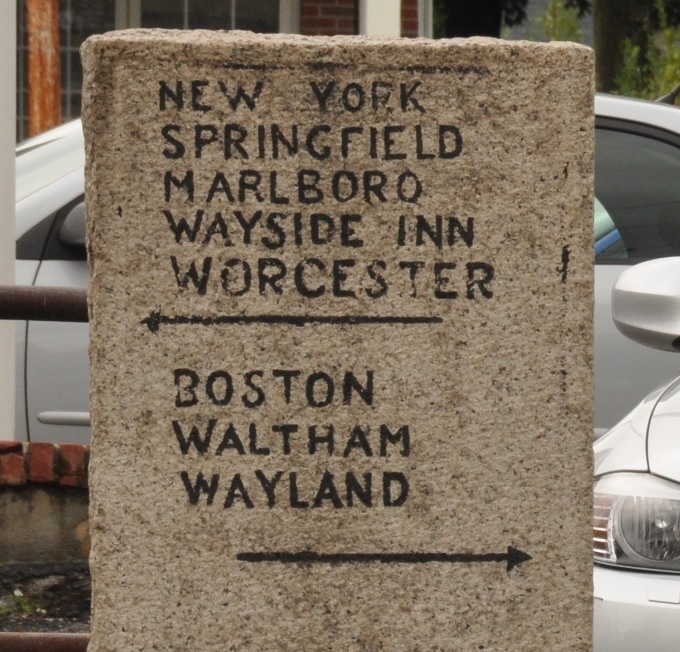 NEW YORK
SPRINGFIELD
MARLBORO
WAYSIDE INN
WORCESTER
BOSTON
WALTHAM
WAYLAND